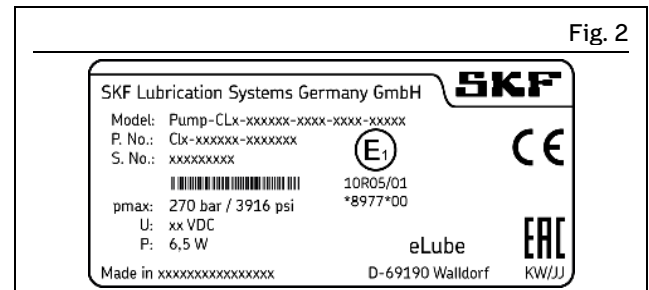 Fig. 2
SKF Lubrication Systems Germany GmbH
SKF
Model: Pump-CLx-xxxxxx-xxxx-xxxx-xxxxx
P. No.: Clx-xxxxxx-xxxxxxx
S. No.: xxxxxxxxx
E1
CE
10R05/01
*8977*00
pmax: 270 bar / 3916 psi
U: xx VDC
P: 6,5 W
eLube
EAC
Made in xxxxxxxxxxxxxxxx
D-69190 Walldorf
KW/JJ